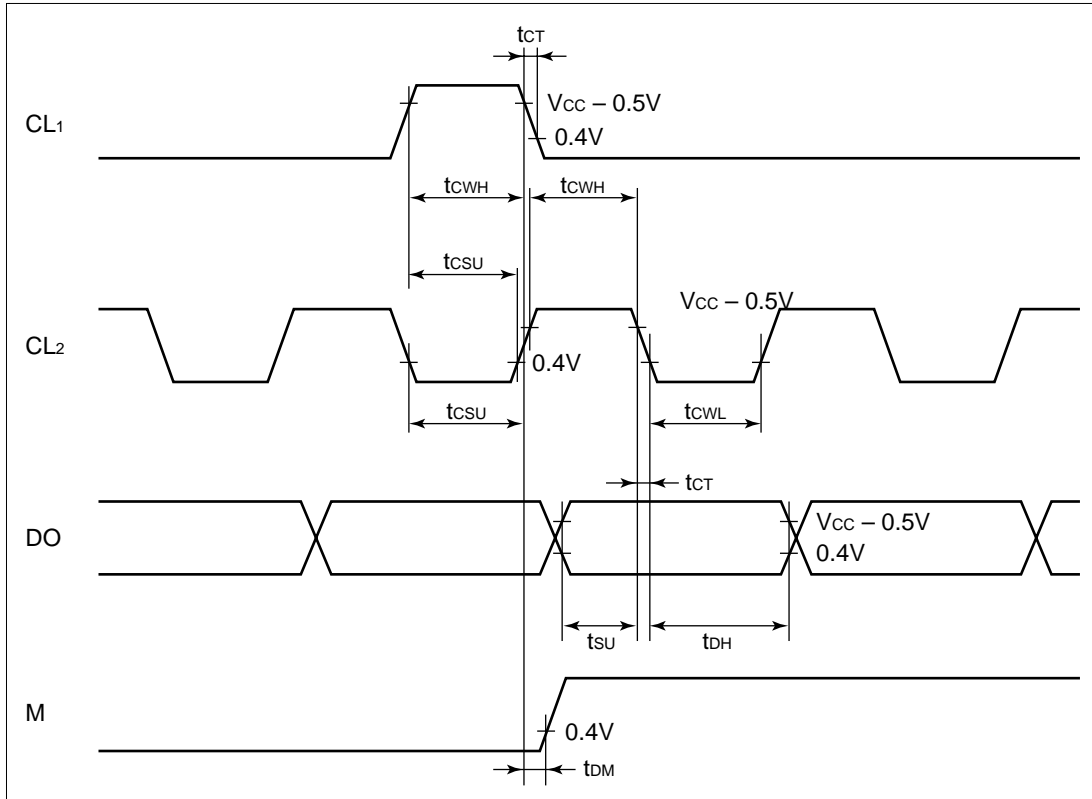 tCT
VCC – 0.5V
CL1
0.4V
tCWH
tCWH
tCSU
VCC – 0.5V
CL2
0.4V
tCSU
tCWL
tCT
VCC – 0.5V
DO
0.4V
tSU
tDH
M
0.4V
tDM